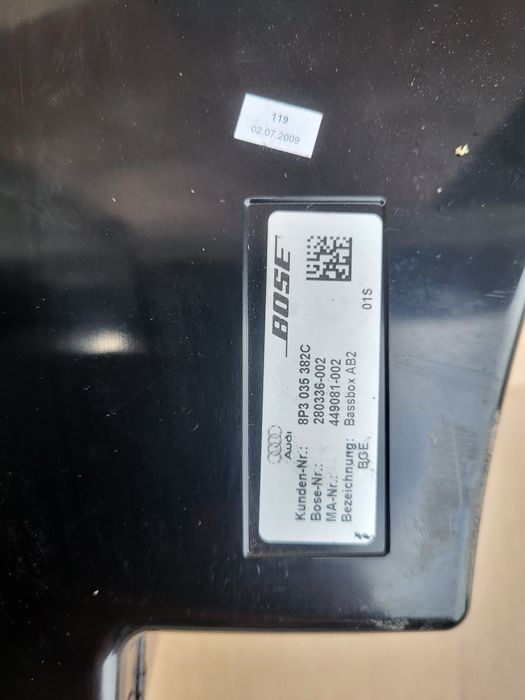 119
02.07.2009
BOSE
Audi
Kunden-Nr.: 8P3 035 382C
Bose-Nr.: 280336-002
MA-Nr.: 449081-002
Bezeichnung: Bassbox AB2
BGE
01S